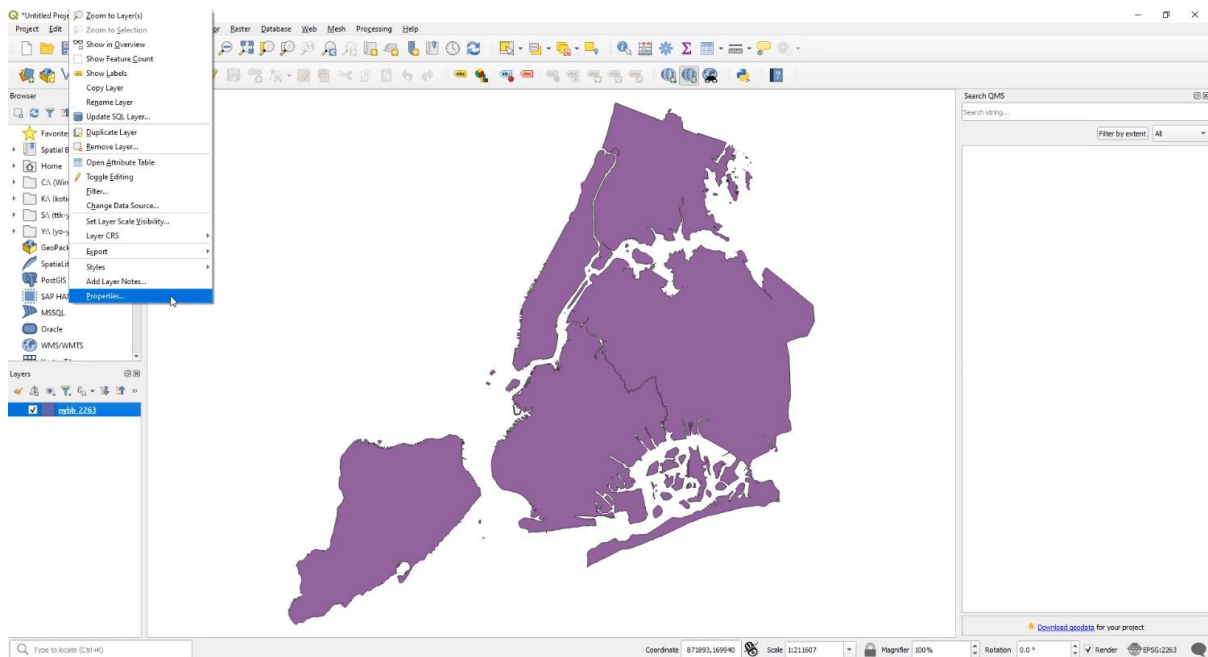 *Untitled Proje
Project Edit
or Raster Database Web Mesh Processing Help
Zoom to Layer(s)
Zoom to Selection
Show in Overview
Show Feature Count
Show Labels
Copy Layer
Rename Layer
Update SQL Layer...
Duplicate Layer
Remove Layer...
Open Attribute Table
Toggle Editing
Filter...
Change Data Source...
Set Layer Scale Visibility...
Layer CRS
Export
Styles
Add Layer Notes...
Properties...
Browser
Favorite
Spatial B
Home
C:\ (Win
K:\ (koti
S:\ (ttk-y
Y:\ (yo-y
GeoPack
SpatiaLit
PostGIS
SAP HAN
MSSQL
Oracle
WMS/WMTS
Layers
nybb_2263
Search QMS
Search string...
Filter by extent All
Download geodata for your project
Type to locate (Ctrl+K)
Coordinate 871893,169940 Scale 1:211607 Magnifier 100% Rotation 0.0 ° Render EPSG:2263